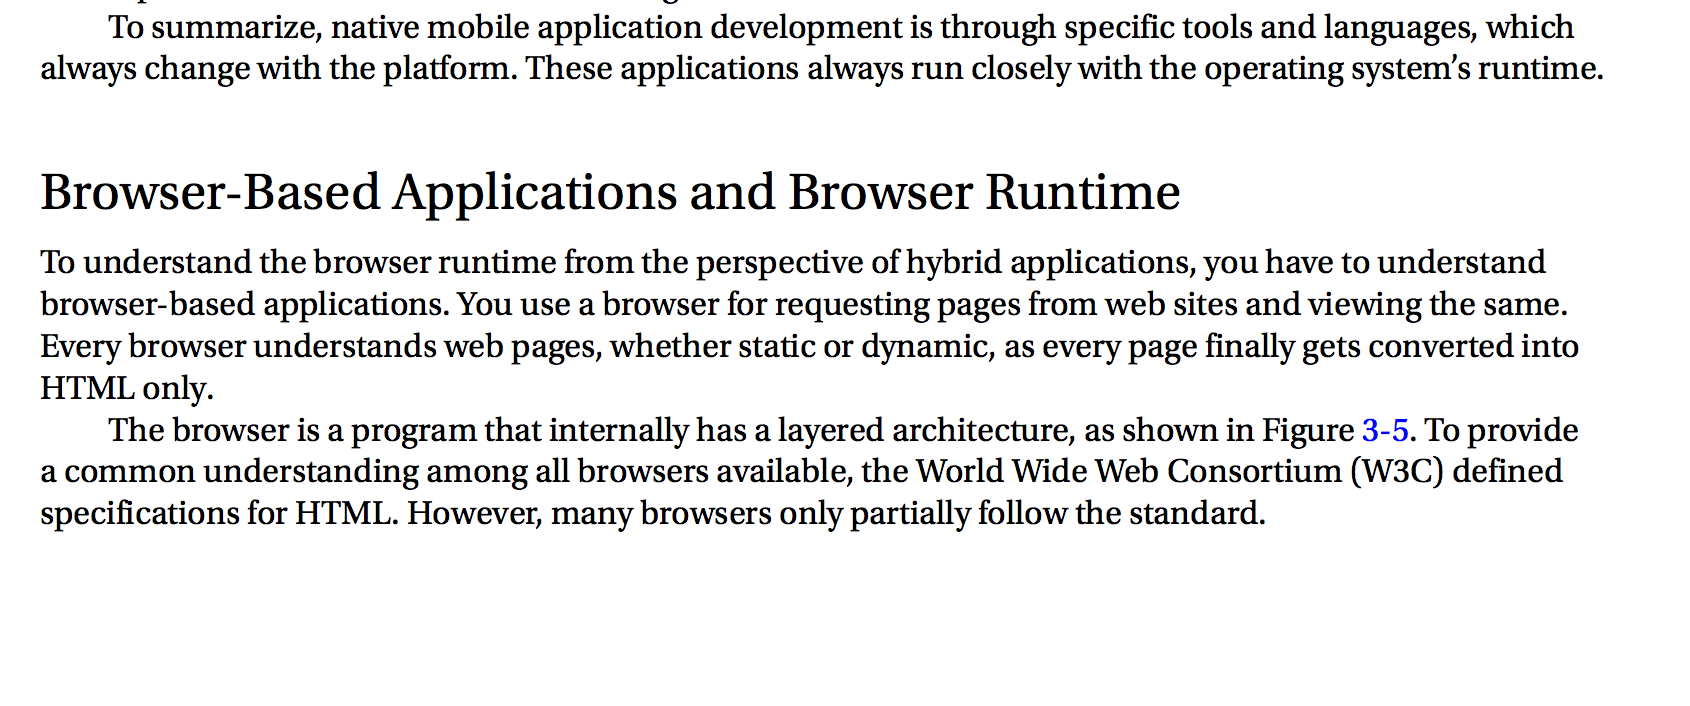 To summarize, native mobile application development is through specific tools and languages, which
always change with the platform. These applications always run closely with the operating system’s runtime.
Browser-Based Applications and Browser Runtime
To understand the browser runtime from the perspective of hybrid applications, you have to understand
browser-based applications. You use a browser for requesting pages from web sites and viewing the same.
Every browser understands web pages, whether static or dynamic, as every page finally gets converted into
HTML only.
The browser is a program that internally has a layered architecture, as shown in Figure 3-5. To provide
a common understanding among all browsers available, the World Wide Web Consortium (W3C) defined
specifications for HTML. However, many browsers only partially follow the standard.